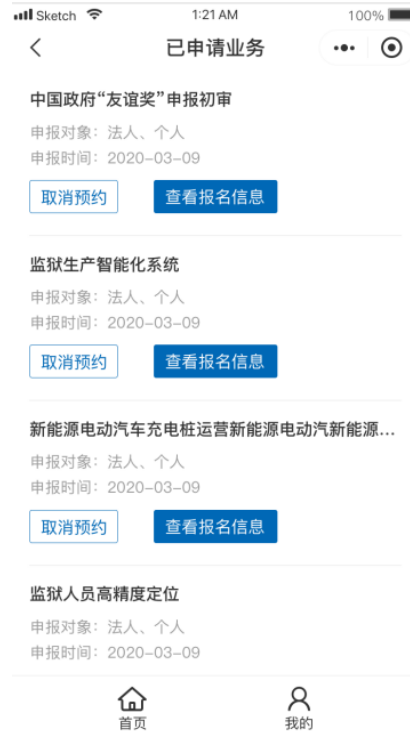 Sketch 1:21 AM 100%
已申请业务
中国政府“友谊奖”申报初审
申报对象：法人、个人
申报时间：2020-03-09
取消预约 查看报名信息
监狱生产智能化系统
申报对象：法人、个人
申报时间：2020-03-09
取消预约 查看报名信息
新能源电动汽车充电桩运营新能源电动汽新能源...
申报对象：法人、个人
申报时间：2020-03-09
取消预约 查看报名信息
监狱人员高精度定位
申报对象：法人、个人
申报时间：2020-03-09
首页 我的